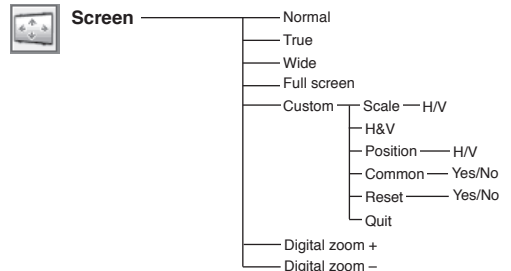 Screen
Normal
True
Wide
Full screen
Custom Scale H/V
H&V
Position H/V
Common Yes/No
Reset Yes/No
Quit
Digital zoom +
Digital zoom –